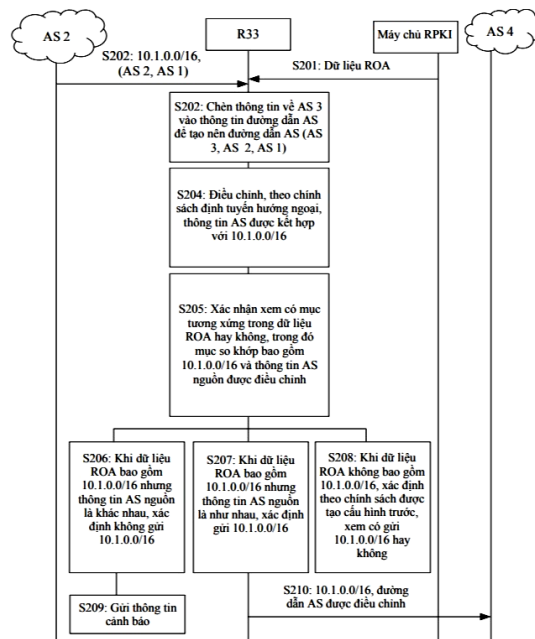 AS 2
R33
Máy chủ RPKI
AS 4
S202: 10.1.0.0/16,
(AS 2, AS 1)
S201: Dữ liệu ROA
S202: Chèn thông tin về AS 3
vào thông tin đường dẫn AS
để tạo nên đường dẫn AS (AS
3, AS 2, AS 1)
S204: Điều chỉnh, theo chính
sách định tuyến hướng ngoại,
thông tin AS được kết hợp
với 10.1.0.0/16
S205: Xác nhận xem có mục
tương xứng trong dữ liệu
ROA hay không, trong đó
mục so khớp bao gồm
10.1.0.0/16 và thông tin AS
nguồn được điều chỉnh
S206: Khi dữ liệu
ROA bao gồm
10.1.0.0/16 nhưng
thông tin AS nguồn
là khác nhau, xác
định không gửi
10.1.0.0/16
S207: Khi dữ liệu
ROA bao gồm
10.1.0.0/16 nhưng
thông tin AS nguồn
là như nhau, xác
định gửi 10.1.0.0/16
S208: Khi dữ liệu
ROA không bao gồm
10.1.0.0/16, xác định
theo chính sách được
tạo cấu hình trước,
xem có gửi
10.1.0.0/16 hay
không
S209: Gửi thông tin
cảnh báo
S210: 10.1.0.0/16, đường
dẫn AS được điều chỉnh